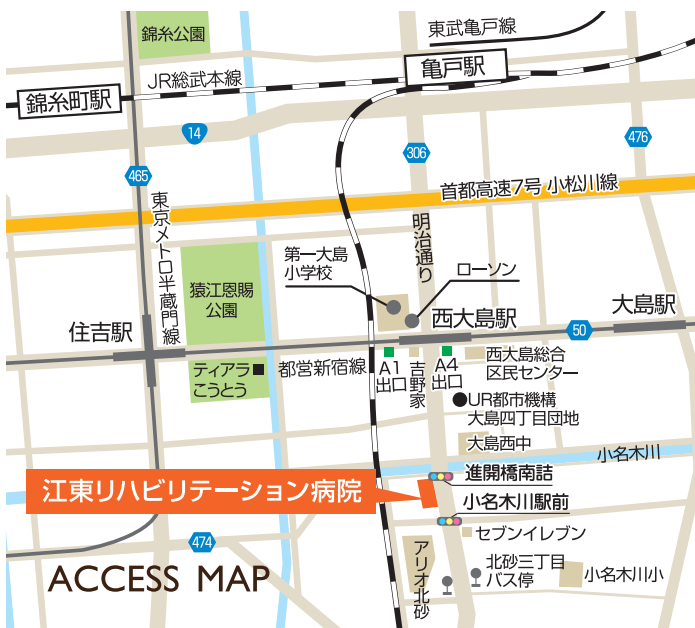 錦糸公園
東武亀戸線
亀戸駅
JR総武本線
錦糸町駅
14
306
476
465
首都高速7号 小松川線
東京メトロ半蔵門線
明治通り
第一大島
小学校
ローソン
猿江恩賜
公園
住吉駅
西大島駅
大島駅
50
ティアラ
こうとう
都営新宿線
A1
出口
吉野家
A4
出口
西大島総合
区民センター
UR都市機構
大島四丁目団地
大島西中
小名木川
進開橋南詰
江東リハビリテーション病院
小名木川駅前
セブンイレブン
474
アリオ北砂
北砂三丁目
バス停
小名木川小
ACCESS MAP